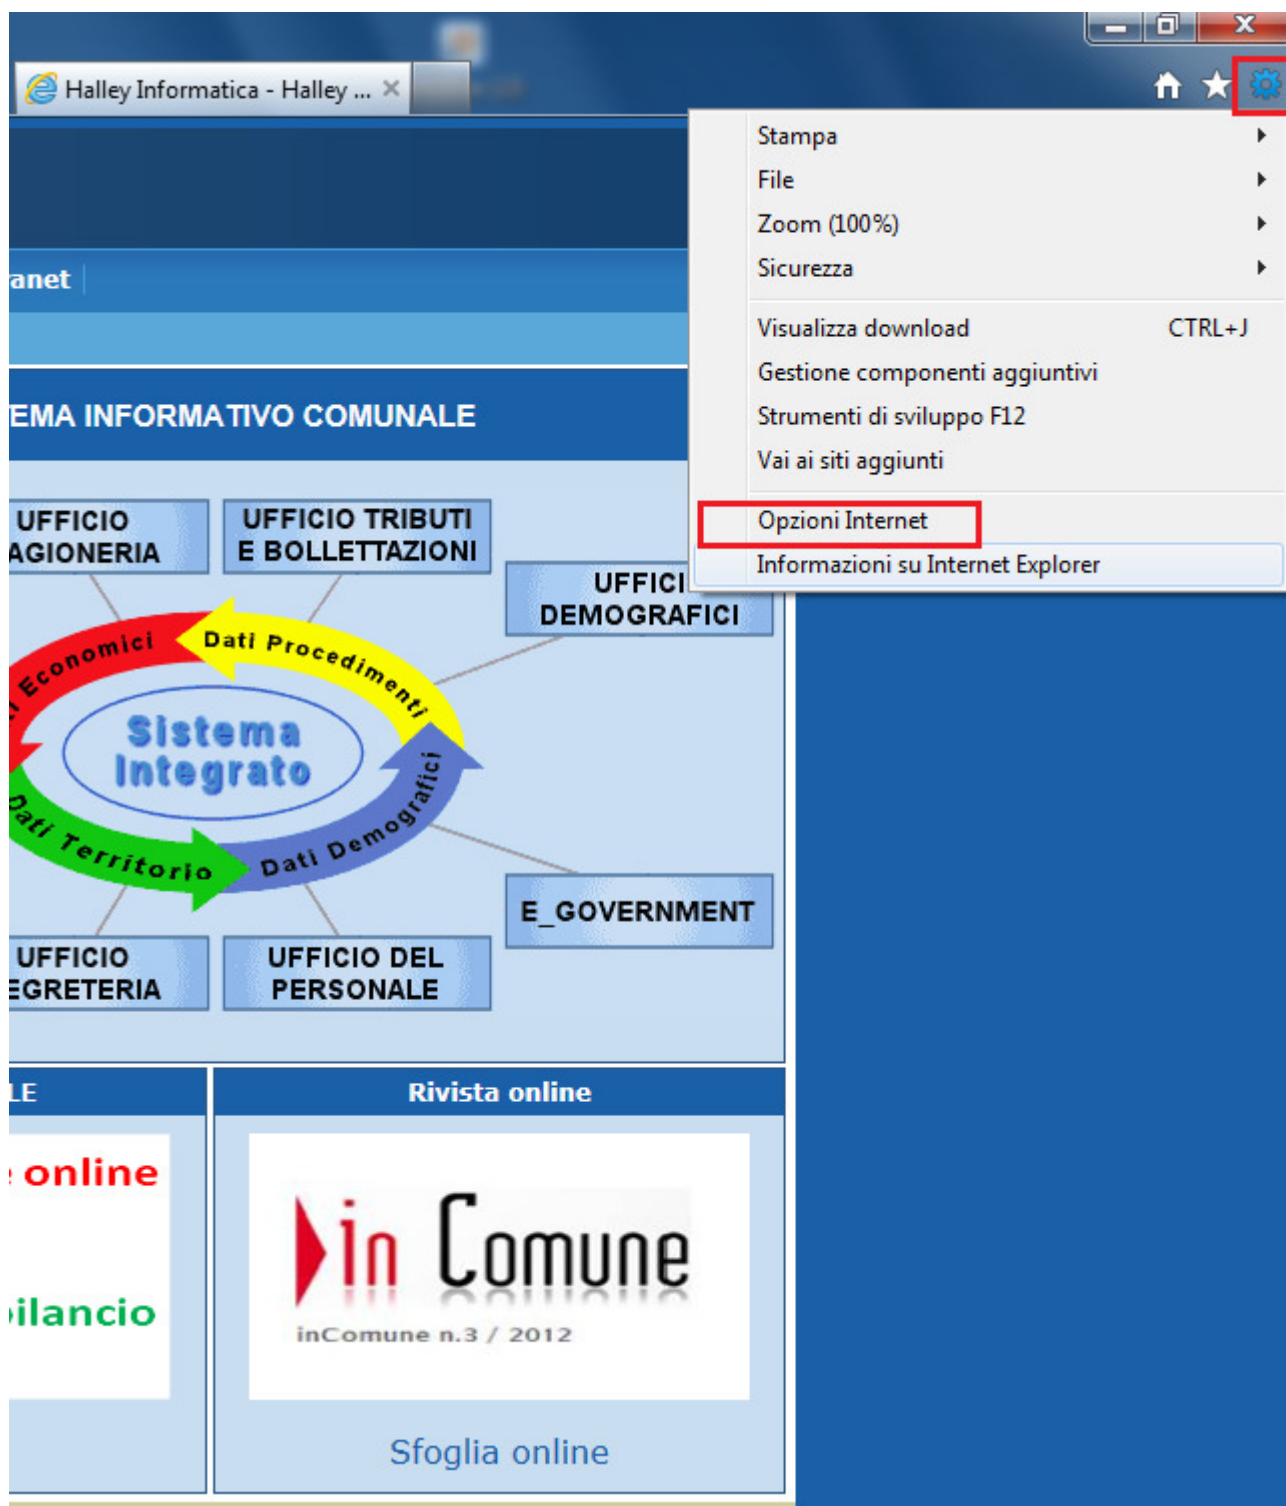 Halley Informatica - Halley ...
Stampa
File
Zoom (100%)
Sicurezza
Visualizza download CTRL+J
Gestione componenti aggiuntivi
Strumenti di sviluppo F12
Vai ai siti aggiunti
Opzioni Internet
Informazioni su Internet Explorer
anet
EMA INFORMATIVO COMUNALE
UFFICIO
AGIONERIA
UFFICIO TRIBUTI
E BOLLETTAZIONI
UFFICI
DEMOGRAFICI
Economici
Dati Procedimenti
Sistema
Integrato
Dati Territorio
Dati Demografici
E_GOVERNMENT
UFFICIO
EGRETERIA
UFFICIO DEL
PERSONALE
LE
Rivista online
online
ilancio
in Comune
inComune n.3 / 2012
Sfoglia online